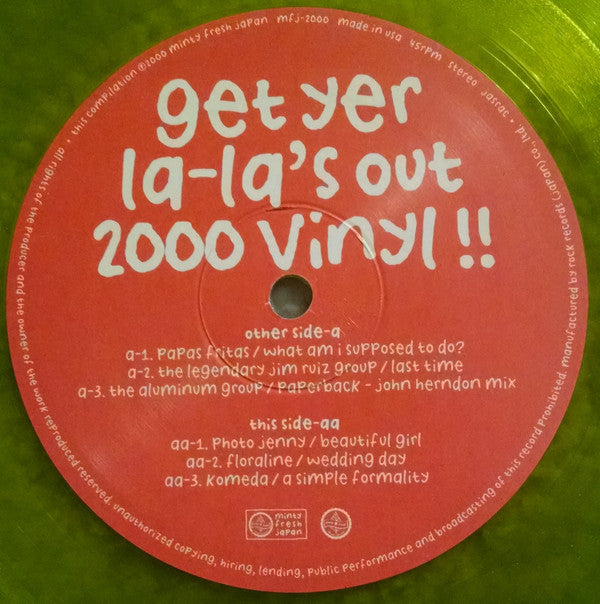 • this compilation ℗2000 minty fresh japan mfj-2000 made in usa 45rpm stereo jasrac •
get yer
la-la's out
2000 vinyl !!
other side-a
a-1. papas fritas / what am i supposed to do?
a-2. the legendary jim ruiz group / last time
a-3. the aluminum group / paperback - john herndon mix
this side-aa
aa-1. photo jenny / beautiful girl
aa-2. floraline / wedding day
aa-3. komeda / a simple formality
minty
fresh
japan
all rights of the producer and the owner of the work reproduced reserved. unauthorized copying, hiring, lending, public performance and broadcasting of this record prohibited. manufactured by rock records (japan) co., ltd.